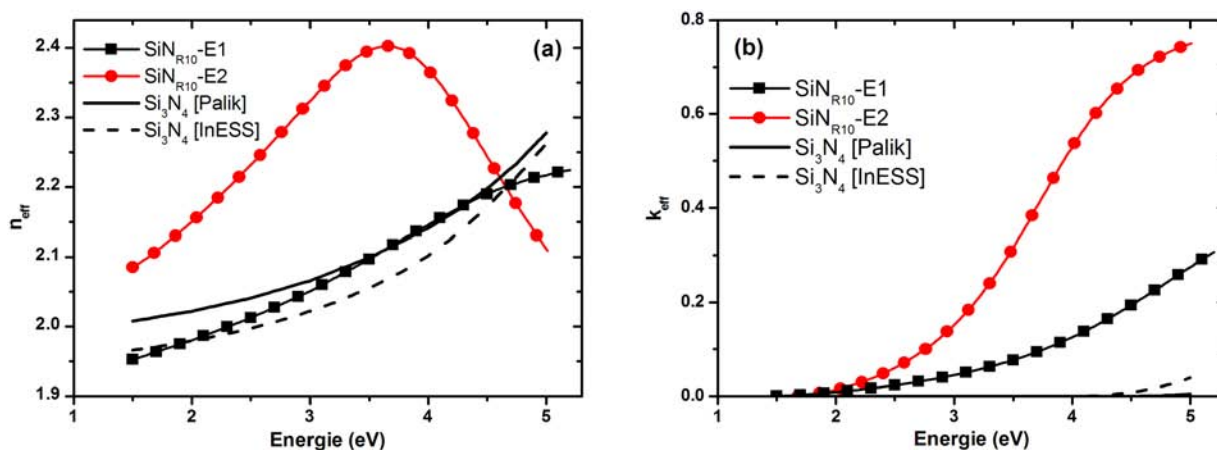 (a)
SiN_R10-E1
SiN_R10-E2
Si3N4 [Palik]
Si3N4 [InESS]
n_eff
2.4
2.3
2.2
2.1
2.0
1.9
1 2 3 4 5
Energie (eV)
(b)
SiN_R10-E1
SiN_R10-E2
Si3N4 [Palik]
Si3N4 [InESS]
k_eff
0.8
0.6
0.4
0.2
0.0
1 2 3 4 5
Energie (eV)